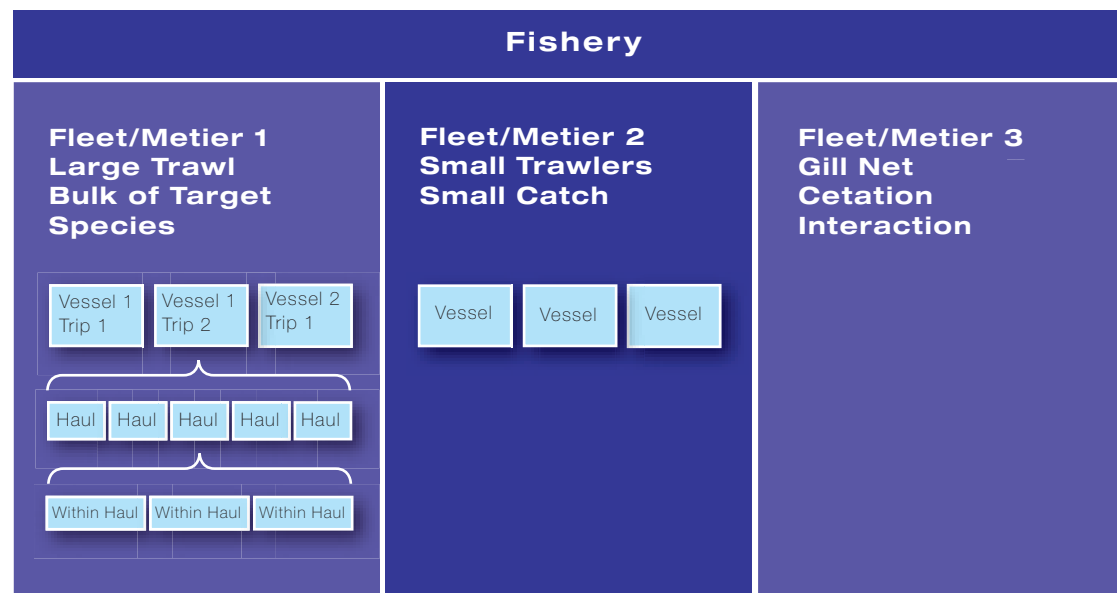 Fishery
Fleet/Metier 1
Large Trawl
Bulk of Target
Species
Vessel 1
Trip 1
Vessel 1
Trip 2
Vessel 2
Trip 1
Haul
Haul
Haul
Haul
Haul
Within Haul
Within Haul
Within Haul
Fleet/Metier 2
Small Trawlers
Small Catch
Vessel
Vessel
Vessel
Fleet/Metier 3
Gill Net
Cetation
Interaction